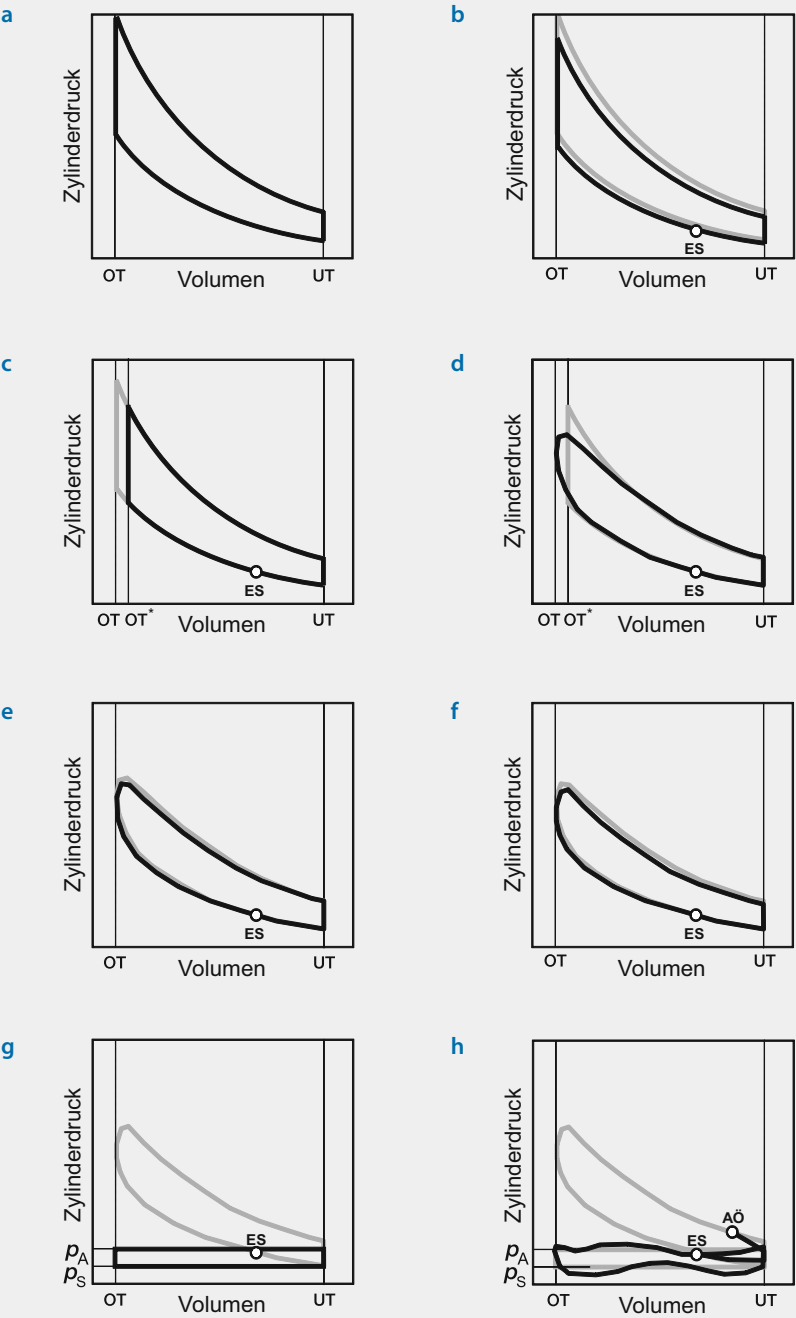 a
Zylinderdruck
OT
Volumen
UT
b
Zylinderdruck
ES
OT
Volumen
UT
c
Zylinderdruck
ES
OT OT*
Volumen
UT
d
Zylinderdruck
ES
OT OT*
Volumen
UT
e
Zylinderdruck
ES
OT
Volumen
UT
f
Zylinderdruck
ES
OT
Volumen
UT
g
Zylinderdruck
ES
pA
pS
OT
Volumen
UT
h
Zylinderdruck
AÖ
ES
pA
pS
OT
Volumen
UT